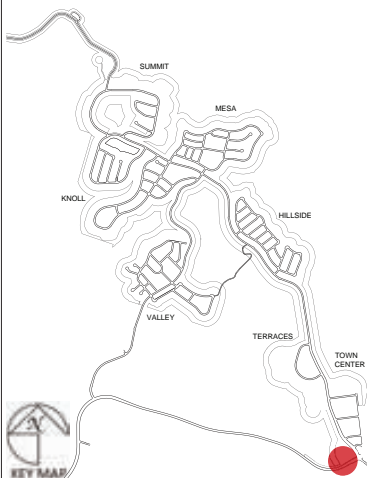 SUMMIT
MESA
KNOLL
HILLSIDE
VALLEY
TERRACES
TOWN
CENTER
N
KEY MAP